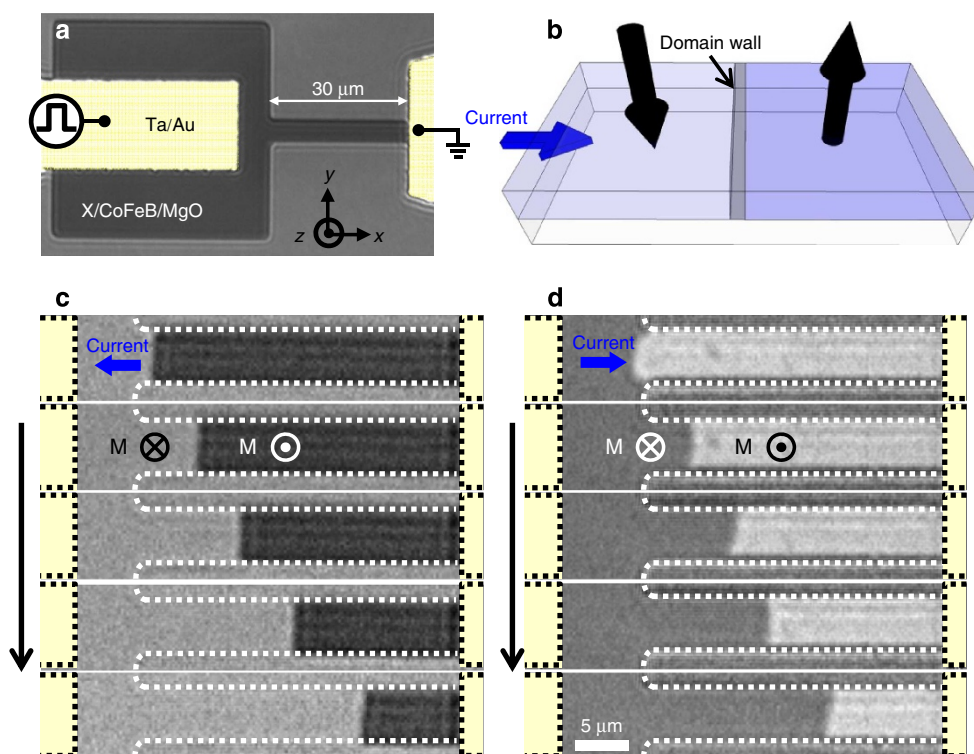 a
30 μm
Ta/Au
X/CoFeB/MgO
y
z
x
b
Domain wall
Current
c
Current
M
M
d
Current
M
M
5 μm